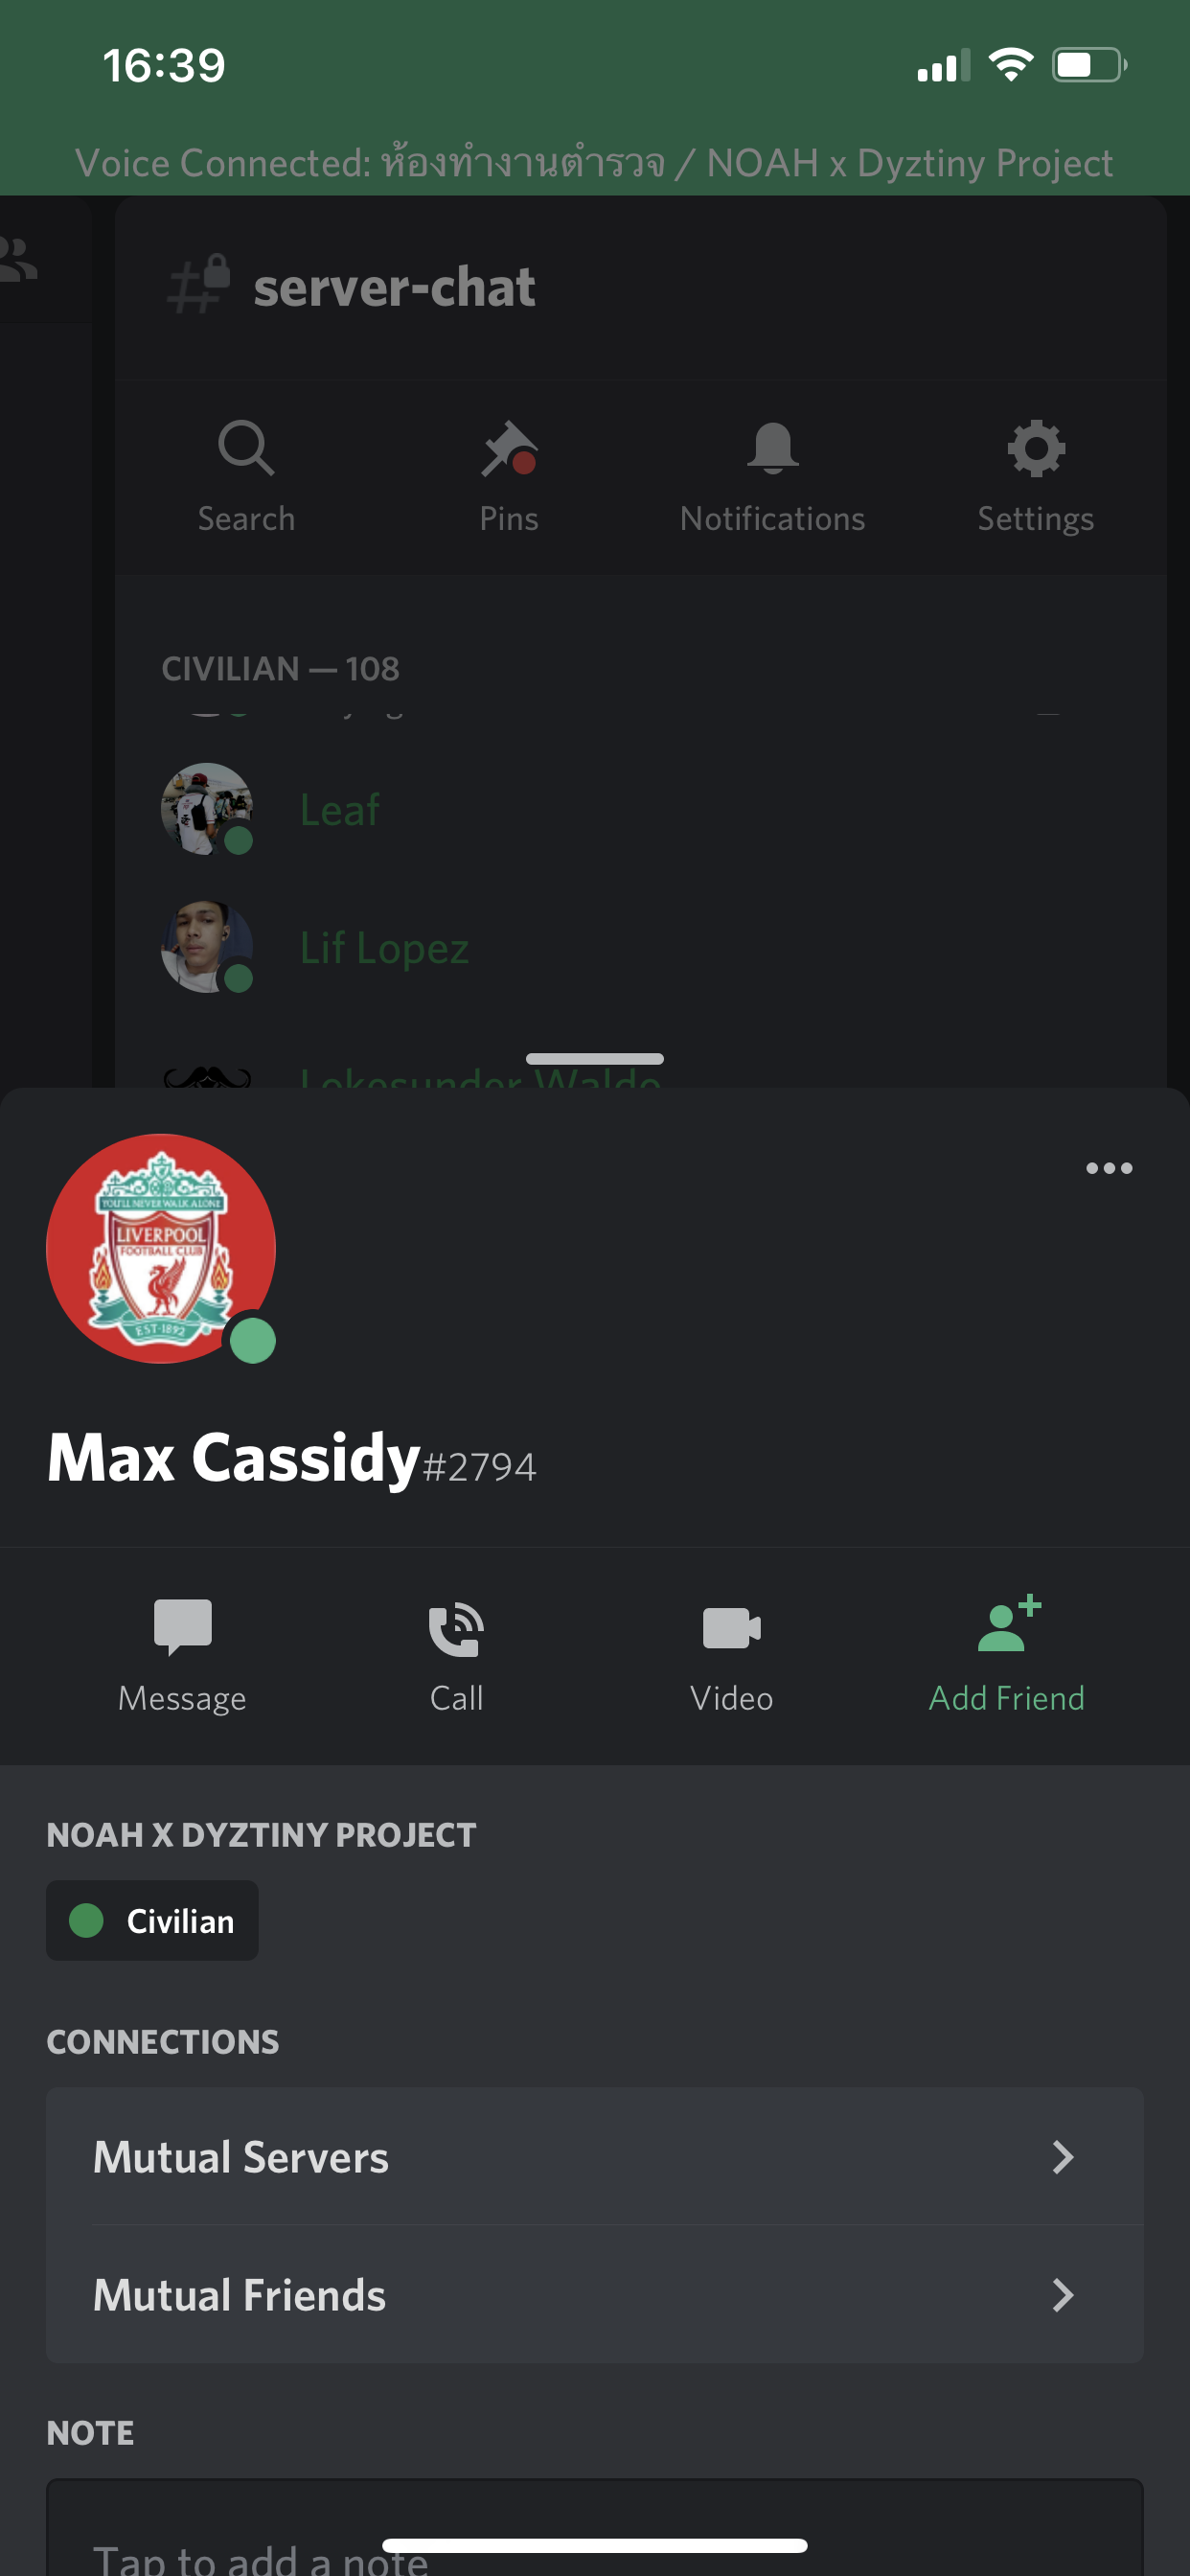 16:39
Voice Connected: ห้องทำงานตำรวจ / NOAH x Dyztiny Project
server-chat
Search Pins Notifications Settings
CIVILIAN — 108
Leaf
Lif Lopez
Lokesunder Waldo
YOU'LL NEVER WALK ALONE
LIVERPOOL
FOOTBALL CLUB
EST·1892
Max Cassidy#2794
Message Call Video Add Friend
NOAH X DYZTINY PROJECT
Civilian
CONNECTIONS
Mutual Servers
Mutual Friends
NOTE
Tap to add a note